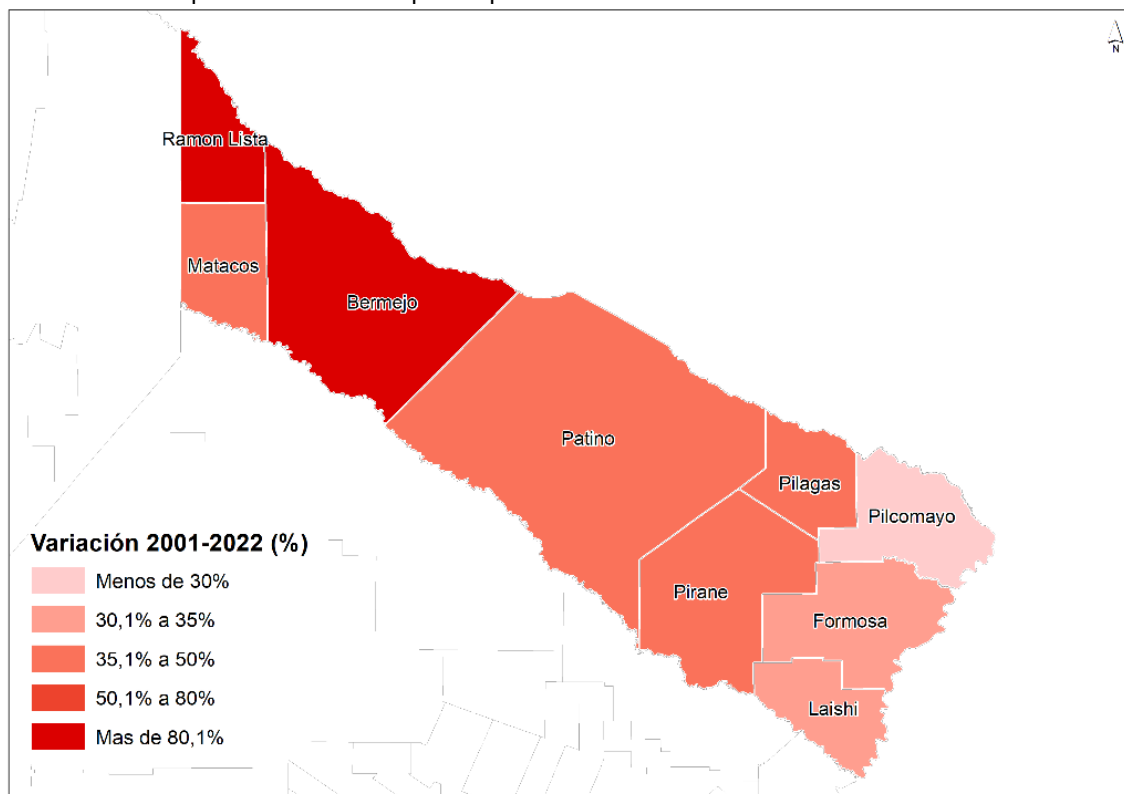 N
Ramon Lista
Matacos
Bermejo
Patino
Pilagas
Pilcomayo
Pirane
Formosa
Laishi
Variación 2001-2022 (%)
Menos de 30%
30,1% a 35%
35,1% a 50%
50,1% a 80%
Mas de 80,1%